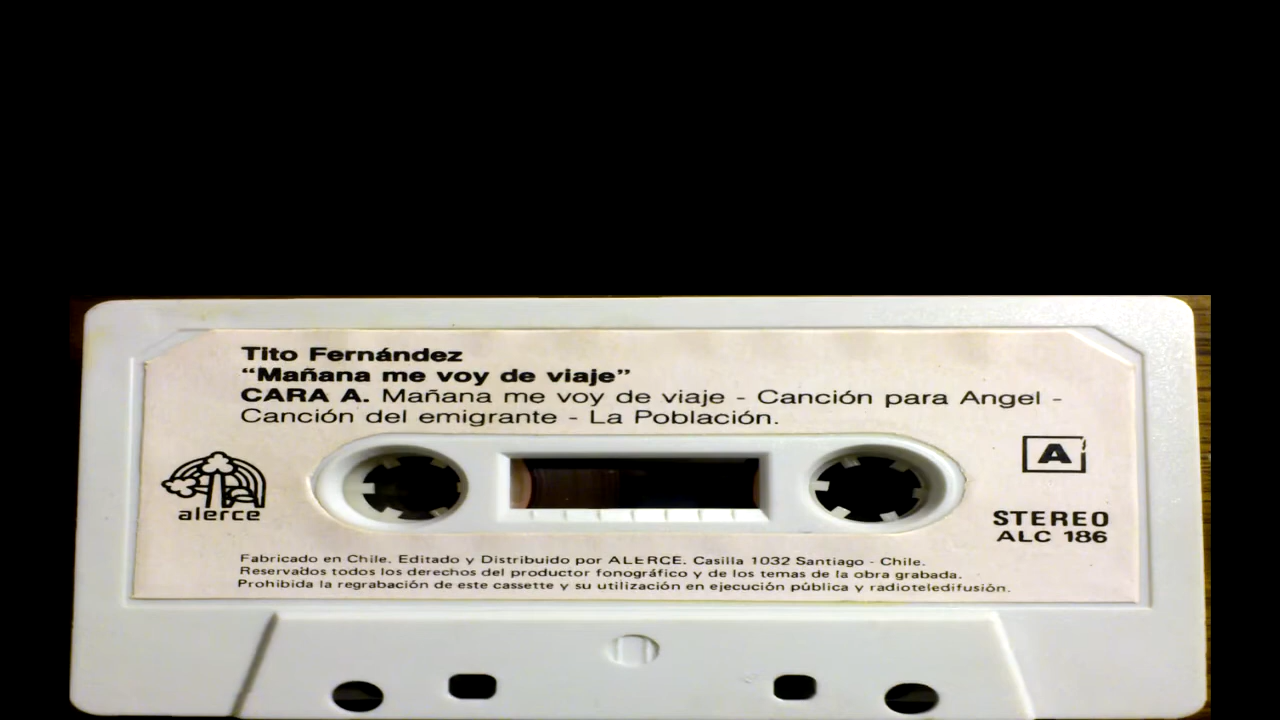 Tito Fernández
“Mañana me voy de viaje”
CARA A. Mañana me voy de viaje - Canción para Angel -
Canción del emigrante - La Población.
A
alerce
STEREO
ALC 186
Fabricado en Chile. Editado y Distribuido por ALERCE. Casilla 1032 Santiago - Chile.
Reservados todos los derechos del productor fonográfico y de los temas de la obra grabada.
Prohibida la regrabación de este cassette y su utilización en ejecución pública y radioteledifusión.